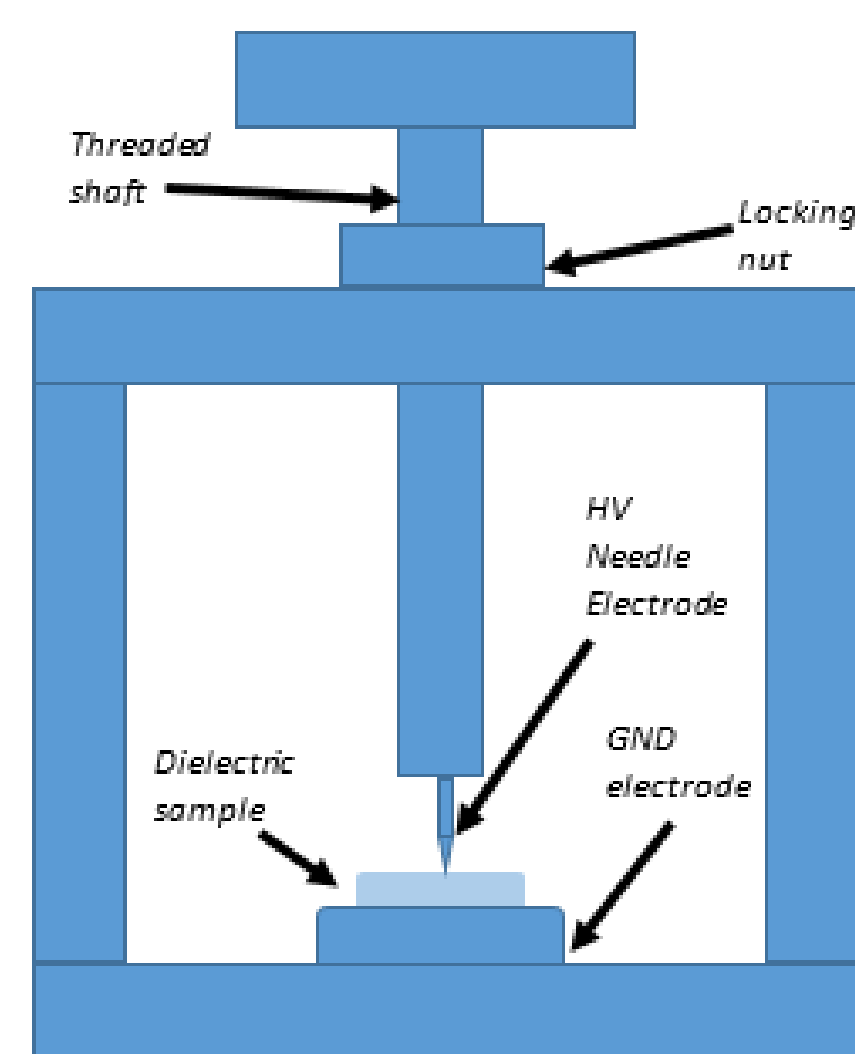 Threaded
shaft
Locking
nut
HV
Needle
Electrode
GND
electrode
Dielectric
sample